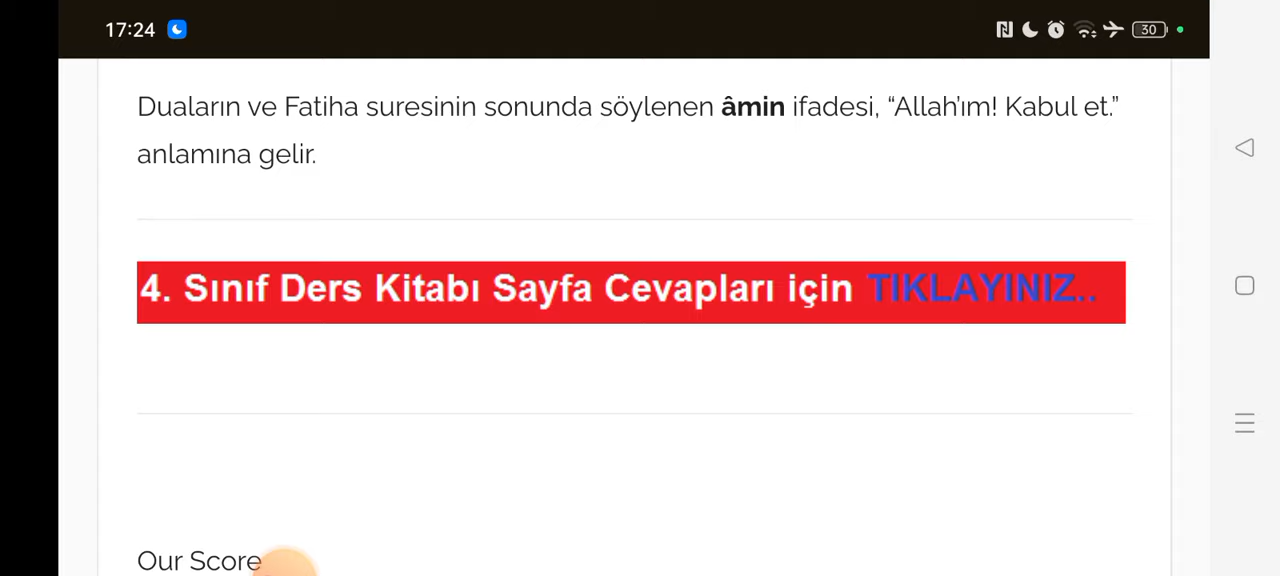 17:24
30
Duaların ve Fatiha suresinin sonunda söylenen âmin ifadesi, “Allah’ım! Kabul et.”
anlamına gelir.
4. Sınıf Ders Kitabı Sayfa Cevapları için TIKLAYINIZ..
Our Score